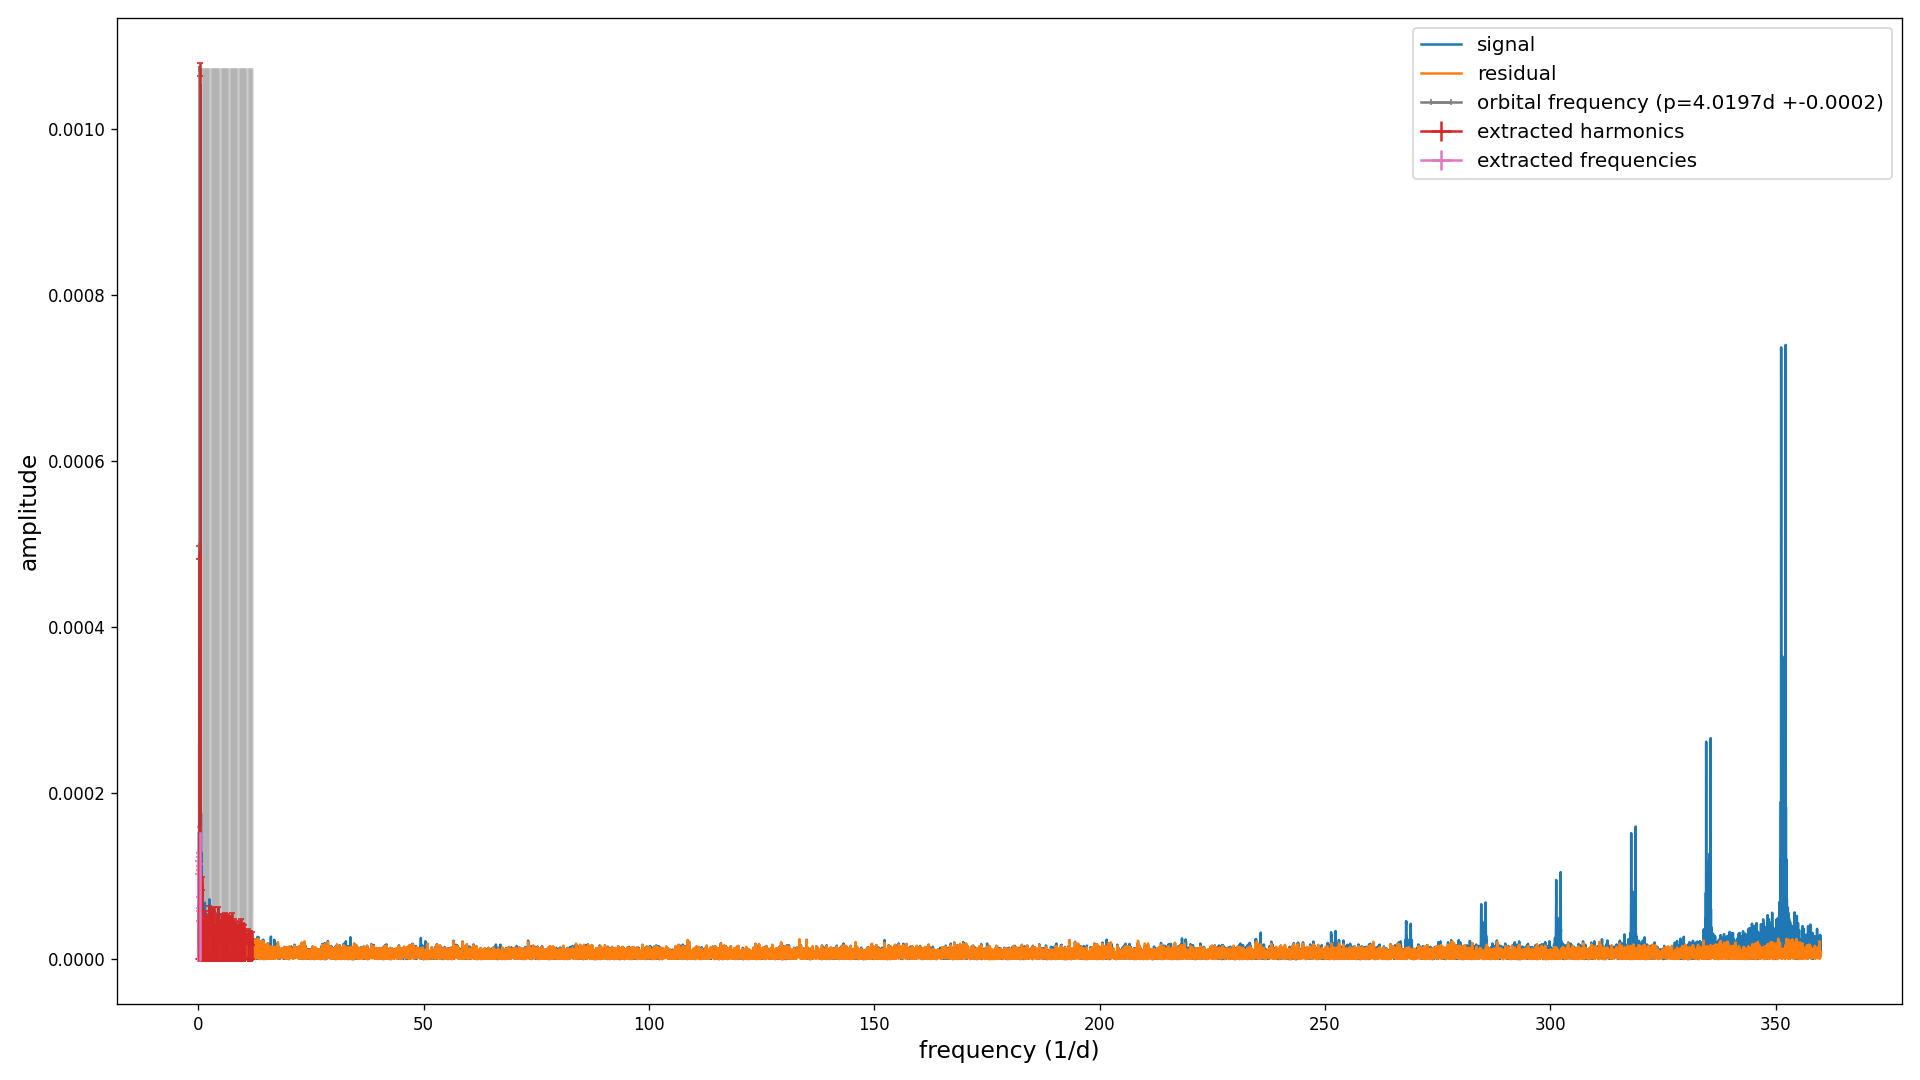 signal
residual
orbital frequency (p=4.0197d +-0.0002)
extracted harmonics
extracted frequencies
0.0010
0.0008
0.0006
0.0004
0.0002
0.0000
amplitude
0 50 100 150 200 250 300 350
frequency (1/d)